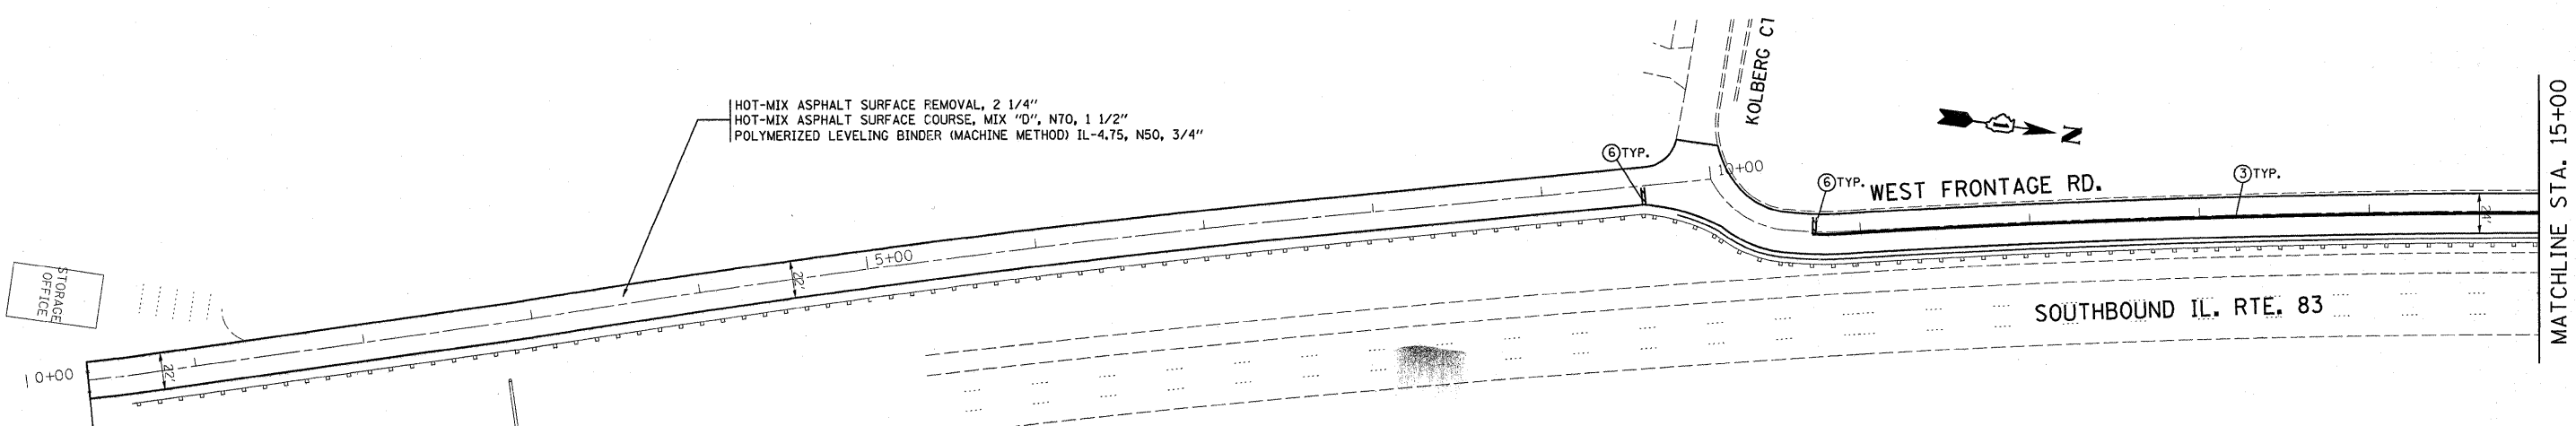 HOT-MIX ASPHALT SURFACE REMOVAL, 2 1/4"
HOT-MIX ASPHALT SURFACE COURSE, MIX "D", N70, 1 1/2"
POLYMERIZED LEVELING BINDER (MACHINE METHOD) IL-4.75, N50, 3/4"
KOLBERG CT
6 TYP.
10+00
N
6 TYP.
WEST FRONTAGE RD.
3 TYP.
24'
MATCHLINE STA. 15+00
5+00
22'
STORAGE
OFFICE
SOUTHBOUND IL. RTE. 83
0+00
22'